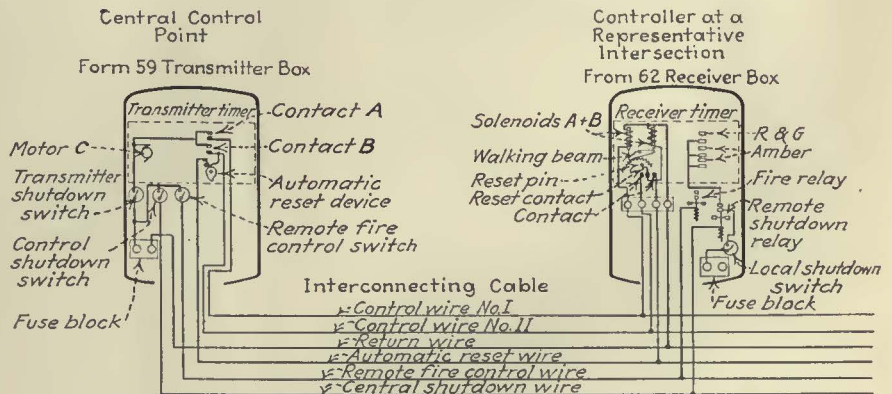 Central Control
Point
Form 59 Transmitter Box
Transmitter timer
Contact A
Contact B
Motor C
Transmitter
shutdown
switch
Automatic
reset device
Remote fire
control switch
Control
shutdown
switch
Fuse block
Controller at a
Representative
Intersection
From 62 Receiver Box
Receiver timer
Solenoids A+B
Walking beam
Reset pin
Reset contact
Contact
R & G
Amber
Fire relay
Remote
shutdown
relay
Local shutdown
switch
Fuse block
Interconnecting Cable
Control wire No. I
Control wire No. II
Return wire
Automatic reset wire
Remote fire control wire
Central shutdown wire